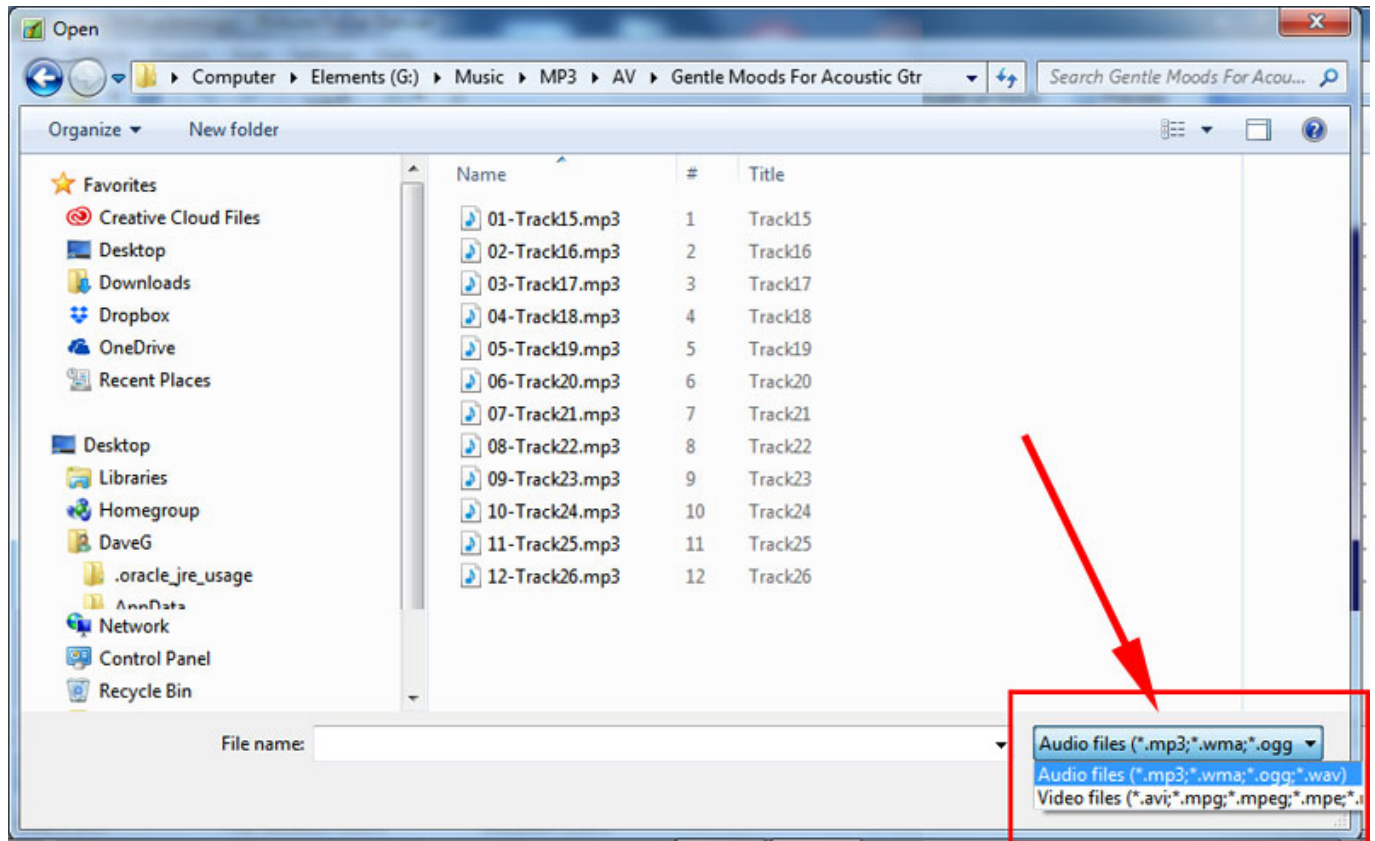 Open
Computer ▸ Elements (G:) ▸ Music ▸ MP3 ▸ AV ▸ Gentle Moods For Acoustic Gtr
Search Gentle Moods For Acou...
Organize
New folder
Favorites
Creative Cloud Files
Desktop
Downloads
Dropbox
OneDrive
Recent Places
Desktop
Libraries
Homegroup
DaveG
.oracle_jre_usage
AppData
Network
Control Panel
Recycle Bin
Name # Title
01-Track15.mp3 1 Track15
02-Track16.mp3 2 Track16
03-Track17.mp3 3 Track17
04-Track18.mp3 4 Track18
05-Track19.mp3 5 Track19
06-Track20.mp3 6 Track20
07-Track21.mp3 7 Track21
08-Track22.mp3 8 Track22
09-Track23.mp3 9 Track23
10-Track24.mp3 10 Track24
11-Track25.mp3 11 Track25
12-Track26.mp3 12 Track26
File name:
Audio files (*.mp3;*.wma;*.ogg
Audio files (*.mp3;*.wma;*.ogg;*.wav)
Video files (*.avi;*.mpg;*.mpeg;*.mpe;*.